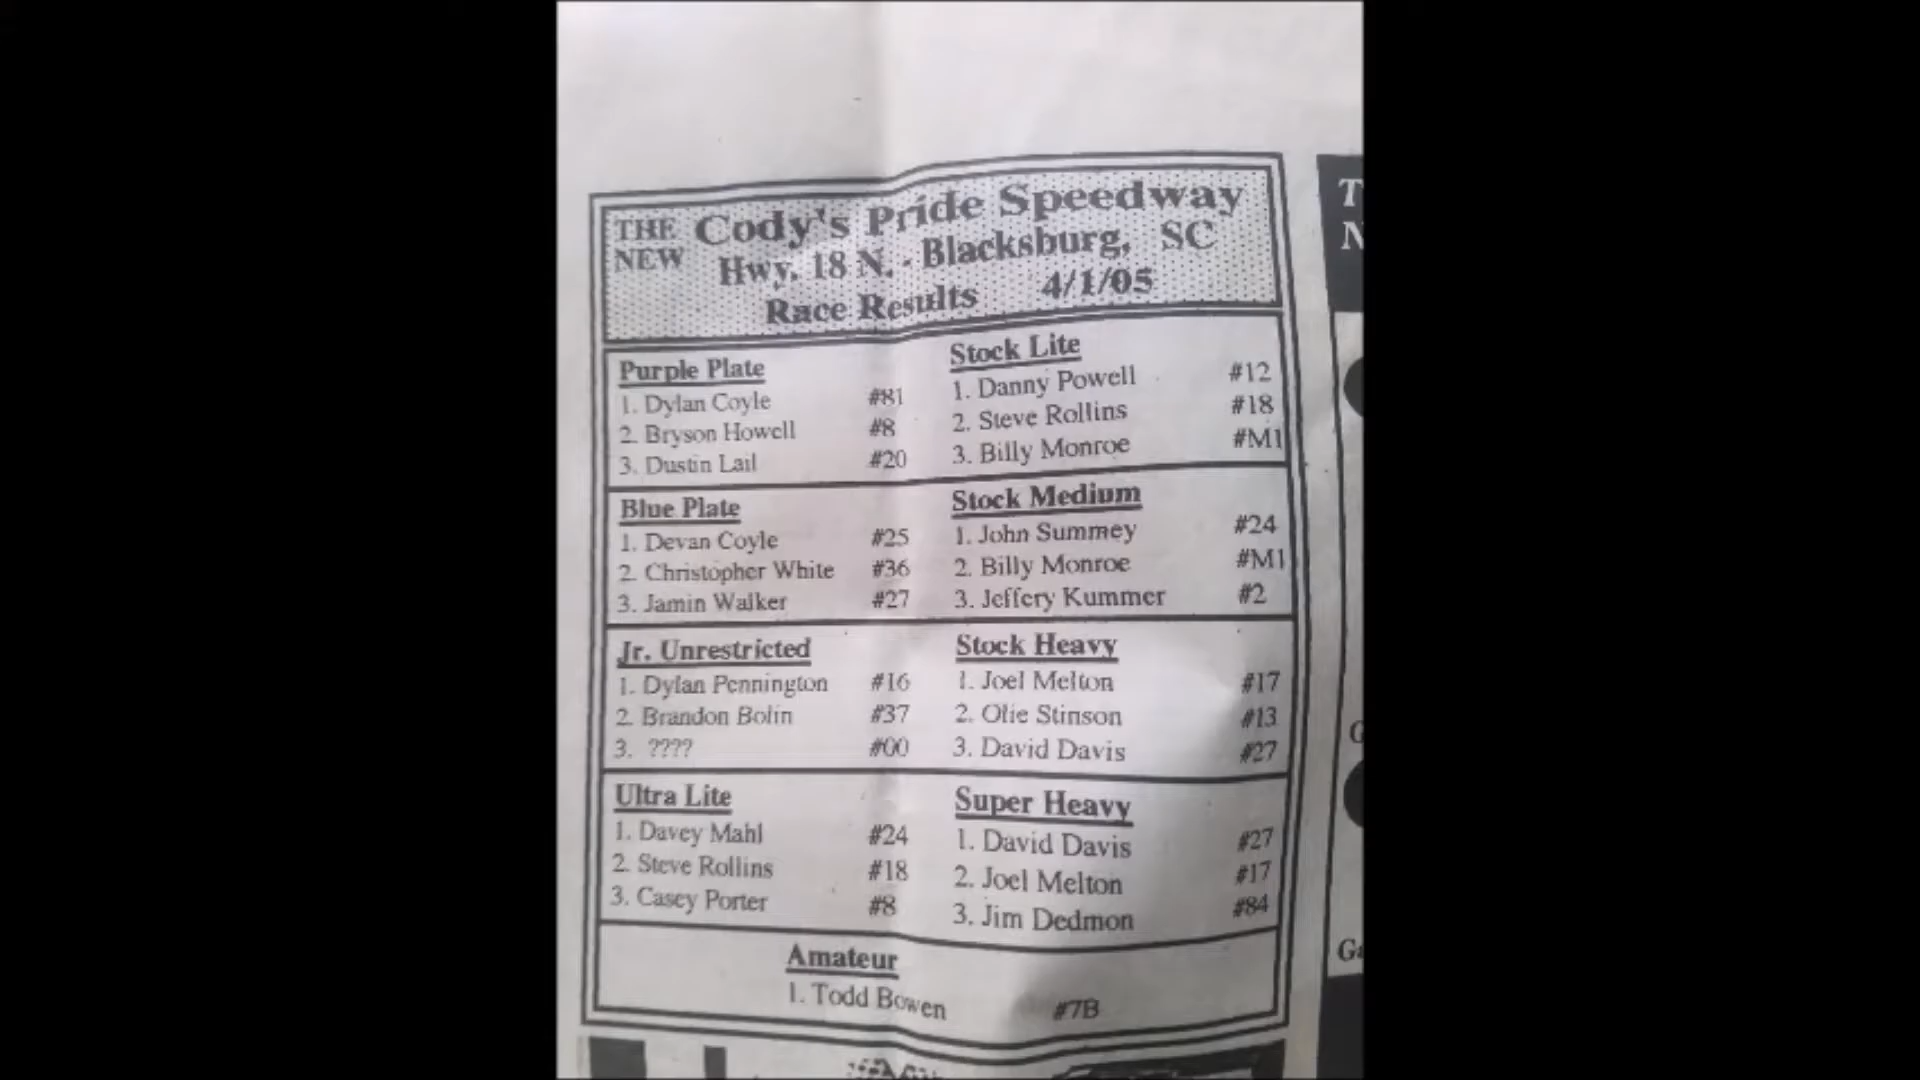 THE NEW Cody's Pride Speedway
Hwy. 18 N. - Blacksburg, SC
Race Results 4/1/05
Purple Plate
1. Dylan Coyle #81
2. Bryson Howell #8
3. Dustin Lail #20
Stock Lite
1. Danny Powell #12
2. Steve Rollins #18
3. Billy Monroe #M1
Blue Plate
1. Devan Coyle #25
2. Christopher White #36
3. Jamin Walker #27
Stock Medium
1. John Summey #24
2. Billy Monroe #M1
3. Jeffery Kummer #2
Jr. Unrestricted
1. Dylan Pennington #16
2. Brandon Bolin #37
3. ???? #00
Stock Heavy
1. Joel Melton #17
2. Olie Stinson #13
3. David Davis #27
Ultra Lite
1. Davey Mahl #24
2. Steve Rollins #18
3. Casey Porter #8
Super Heavy
1. David Davis #27
2. Joel Melton #17
3. Jim Dedmon #84
Amateur
1. Todd Bowen #7B